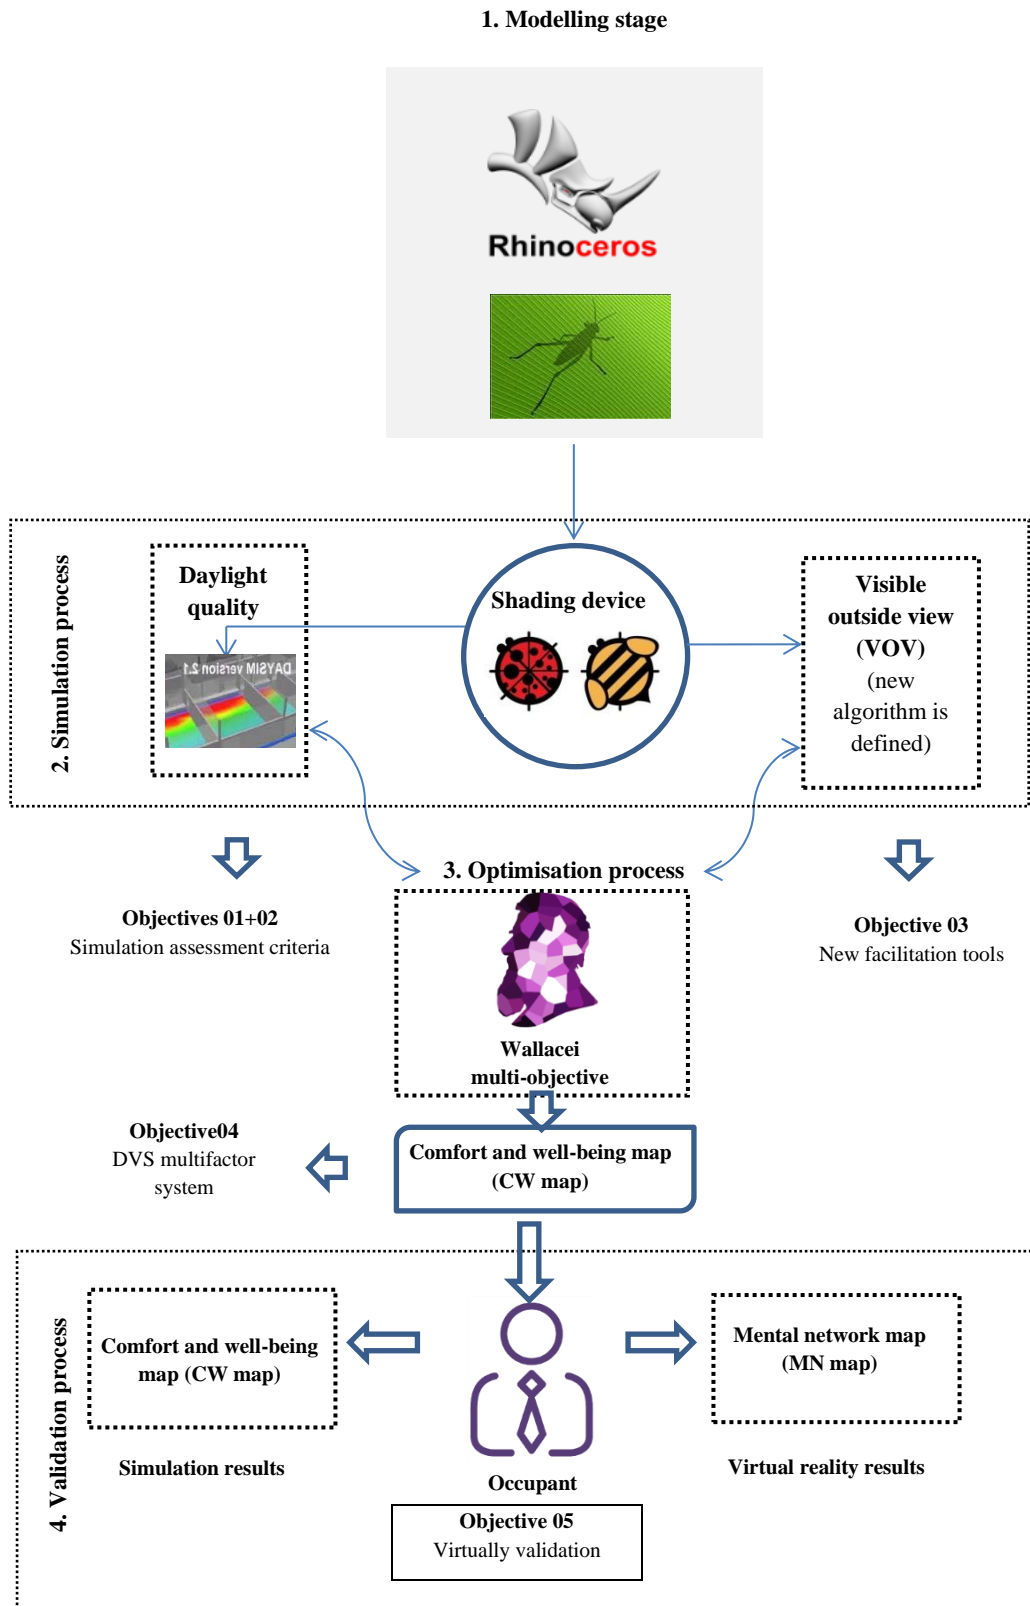 1. Modelling stage
Rhinoceros
2. Simulation process
Daylight
quality
DAYSIM version 2.1
Shading device
Visible
outside view
(VOV)
(new
algorithm is
defined)
3. Optimisation process
Objectives 01+02
Simulation assessment criteria
Objective 03
New facilitation tools
Wallacei
multi-objective
Objective04
DVS multifactor
system
Comfort and well-being map
(CW map)
4. Validation process
Comfort and well-being
map (CW map)
Mental network map
(MN map)
Simulation results
Occupant
Virtual reality results
Objective 05
Virtually validation